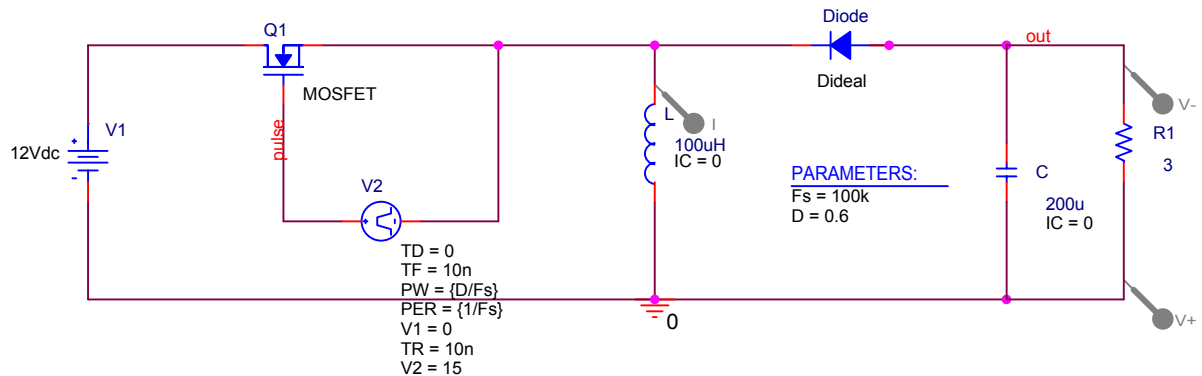 Q1
MOSFET
Diode
Dideal
out
V-
V1
12Vdc
+
-
pulse
V2
+
-
TD = 0
TF = 10n
PW = {D/Fs}
PER = {1/Fs}
V1 = 0
TR = 10n
V2 = 15
L
I
100uH
IC = 0
PARAMETERS:
Fs = 100k
D = 0.6
C
200u
IC = 0
R1
3
0
V+